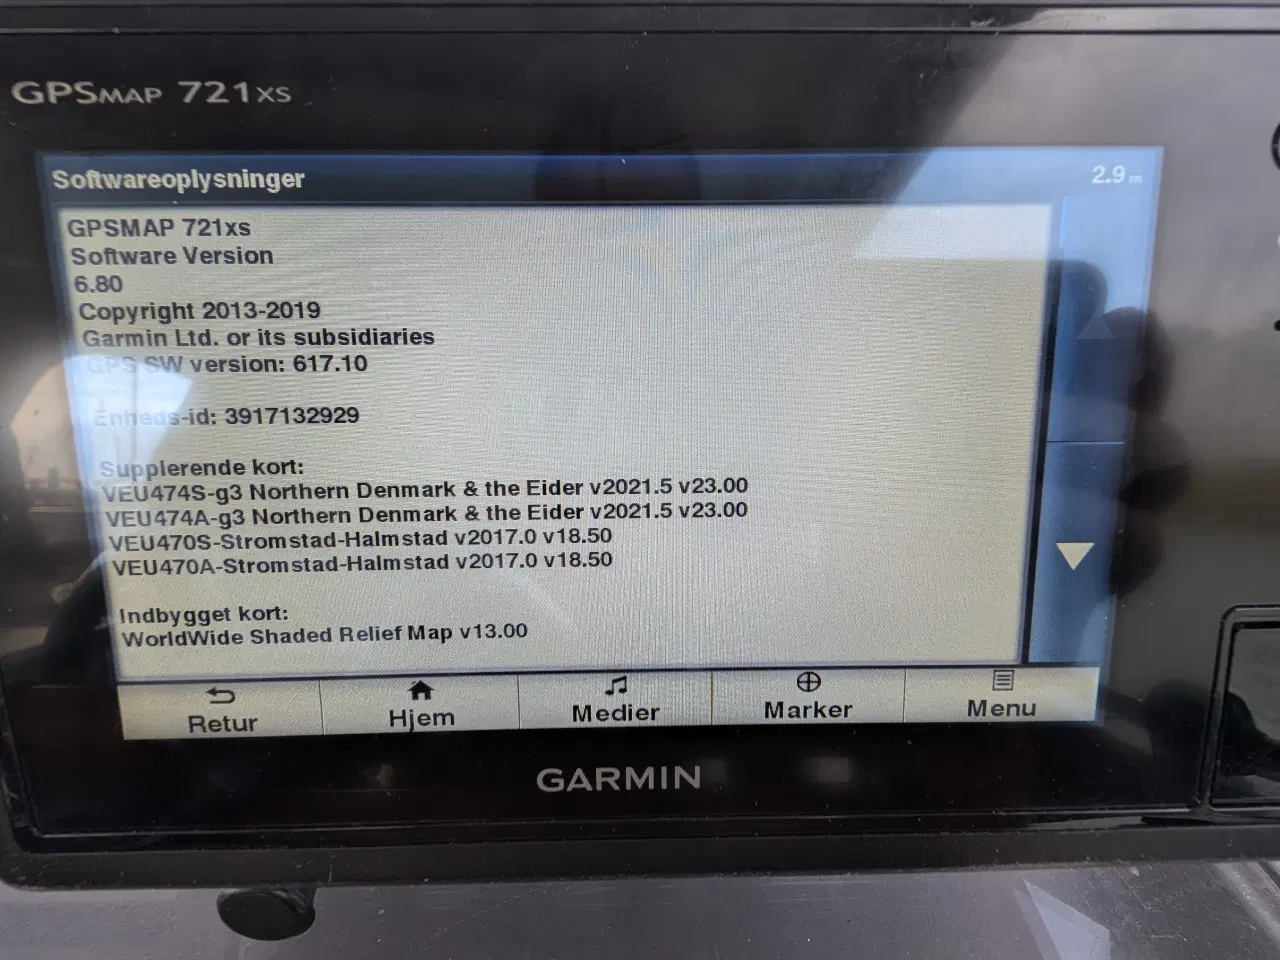 GPSMAP 721XS
Softwareoplysninger
2.9 m
GPSMAP 721xs
Software Version
6.80
Copyright 2013-2019
Garmin Ltd. or its subsidiaries
GPS SW version: 617.10
Enheds-id: 3917132929
Supplerende kort:
VEU474S-g3 Northern Denmark & the Eider v2021.5 v23.00
VEU474A-g3 Northern Denmark & the Eider v2021.5 v23.00
VEU470S-Stromstad-Halmstad v2017.0 v18.50
VEU470A-Stromstad-Halmstad v2017.0 v18.50
Indbygget kort:
WorldWide Shaded Relief Map v13.00
Retur
Hjem
Medier
Marker
Menu
GARMIN